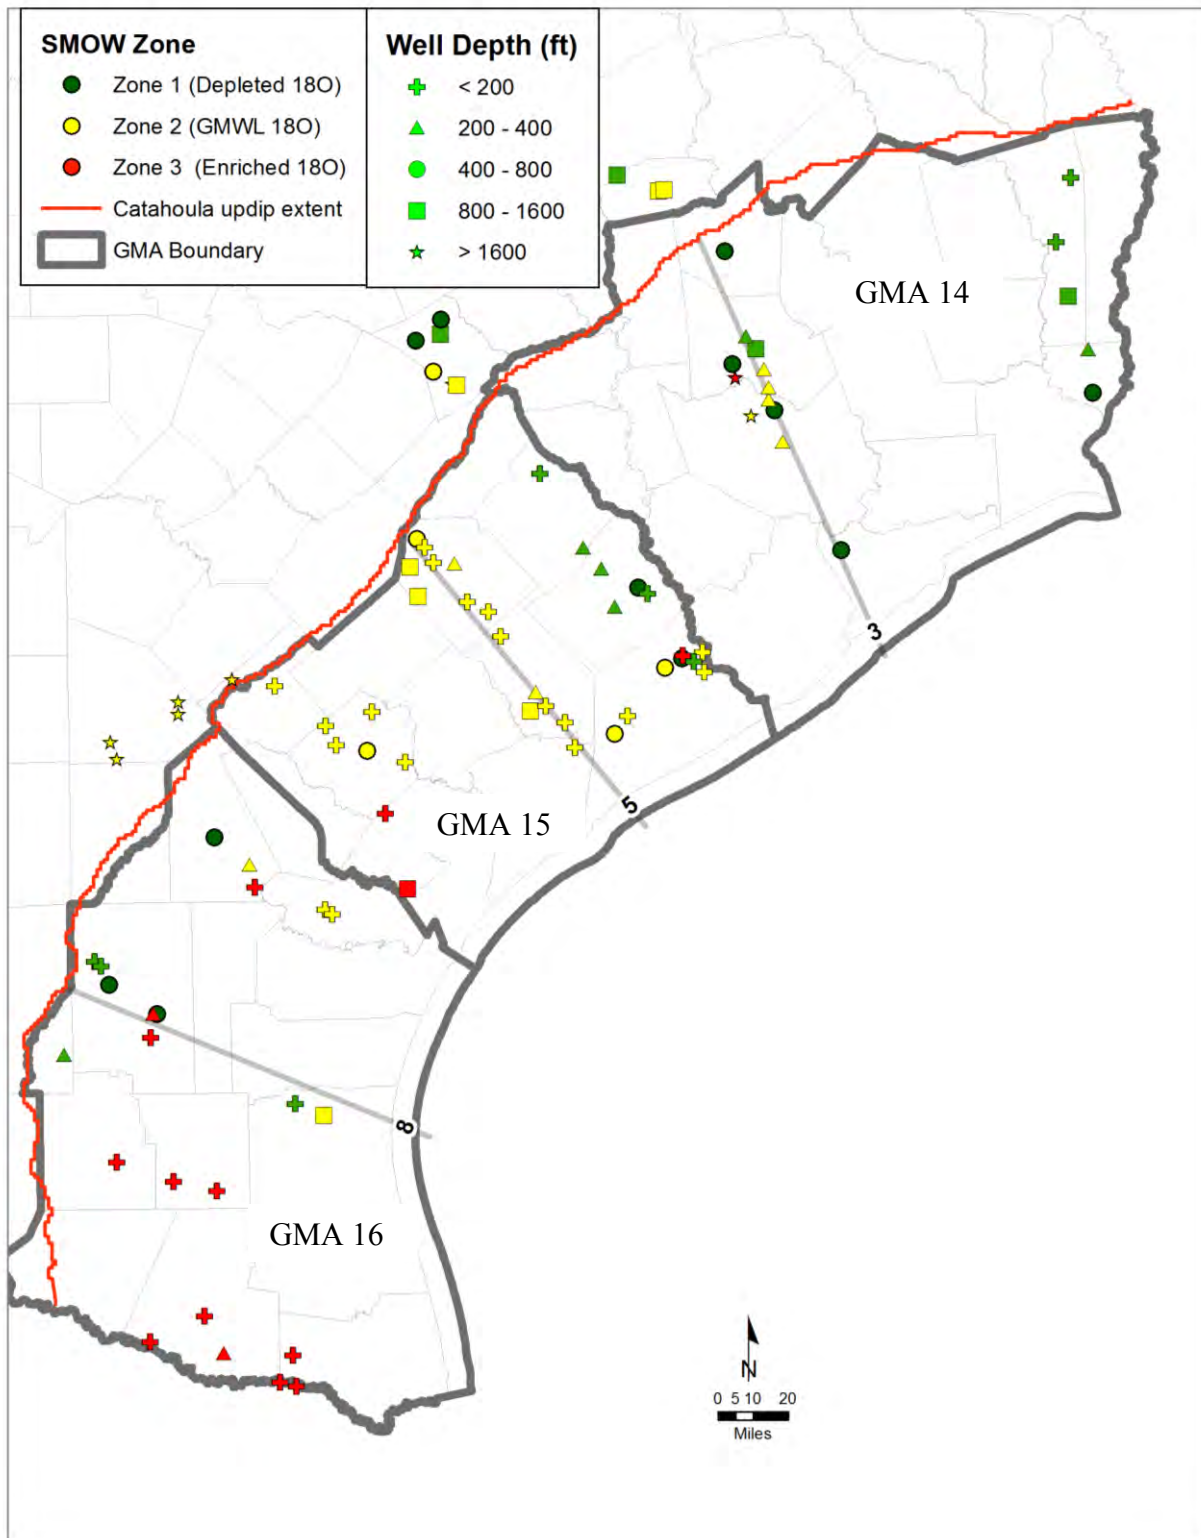 SMOW Zone
Zone 1 (Depleted 18O)
Zone 2 (GMWL 18O)
Zone 3 (Enriched 18O)
Catahoula updip extent
GMA Boundary
Well Depth (ft)
< 200
200 - 400
400 - 800
800 - 1600
> 1600
GMA 14
3
5
GMA 15
8
GMA 16
N
0 5 10 20
Miles